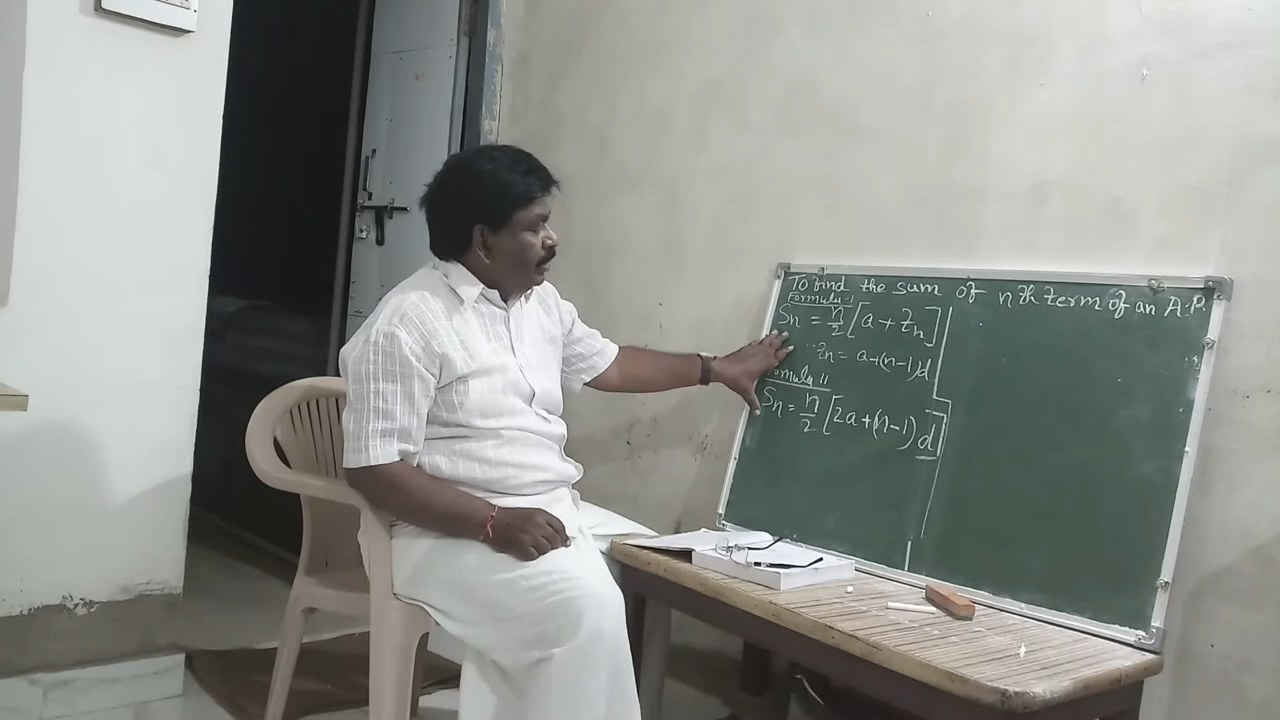 To find the sum of nth term of an A.P.
Formula-I
Sn = n/2 [a + tn]
∵ tn = a+(n-1)d
Formula II
Sn = n/2 [2a+(n-1)d]